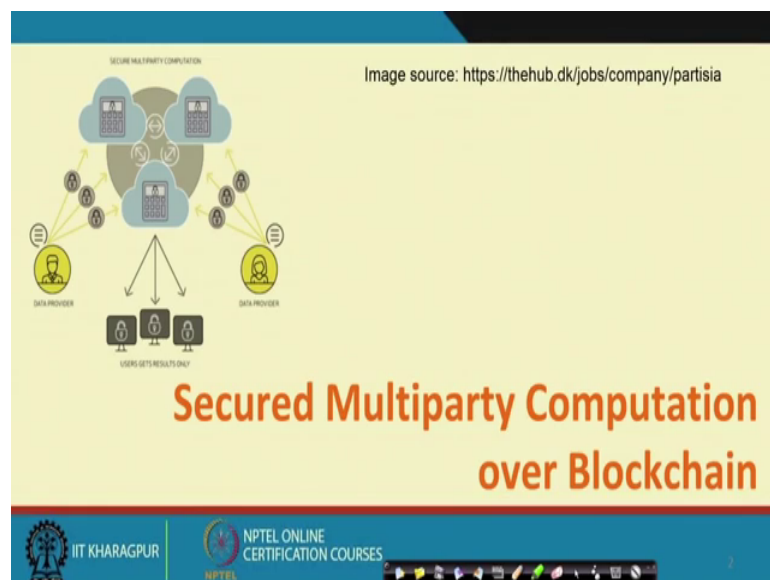 SECURE MULTIPARTY COMPUTATION
Image source: https://thehub.dk/jobs/company/partisia
DATA PROVIDER
DATA PROVIDER
USERS GETS RESULTS ONLY
Secured Multiparty Computation
over Blockchain
IIT KHARAGPUR
NPTEL
NPTEL ONLINE
CERTIFICATION COURSES
2